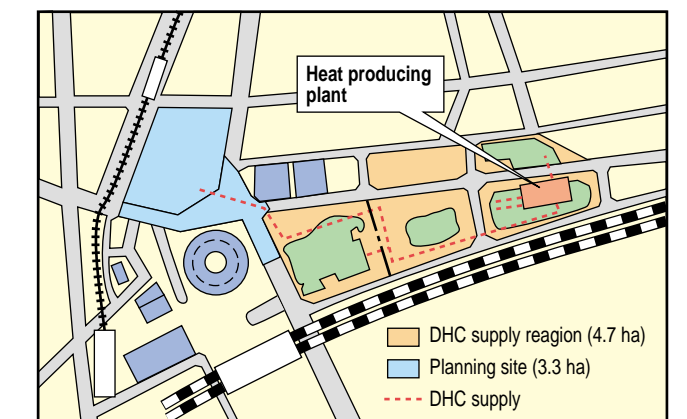 Heat producing
plant
DHC supply reagion (4.7 ha)
Planning site (3.3 ha)
DHC supply